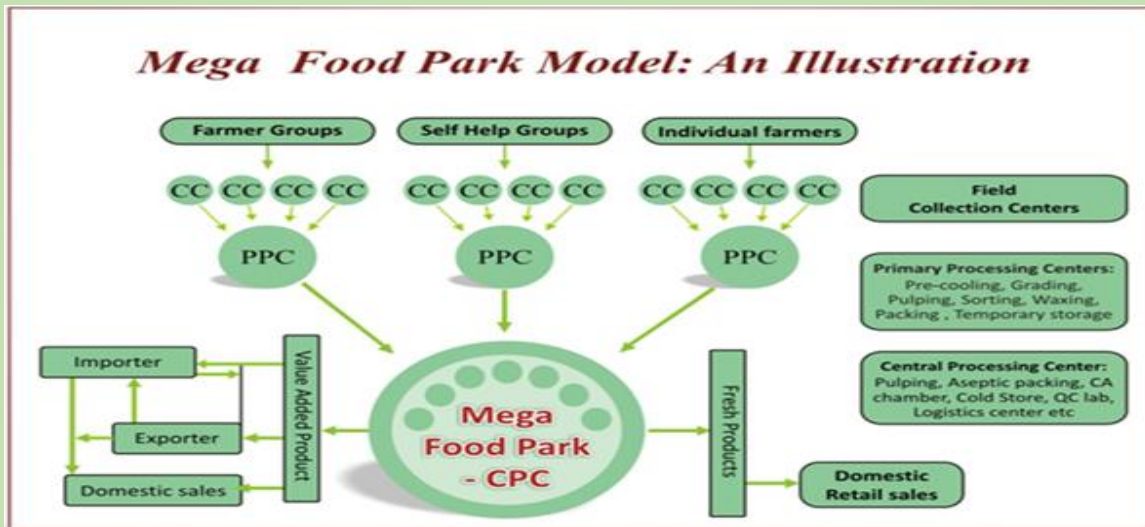 Mega Food Park Model: An Illustration
Farmer Groups
Self Help Groups
Individual farmers
CC CC CC CC
CC CC CC CC
CC CC CC CC
Field
Collection Centers
PPC
PPC
PPC
Primary Processing Centers:
Pre-cooling, Grading,
Pulping, Sorting, Waxing,
Packing , Temporary storage
Importer
Exporter
Domestic sales
Value Added Product
Mega
Food Park
- CPC
Fresh Products
Central Processing Center:
Pulping, Aseptic packing, CA
chamber, Cold Store, QC lab,
Logistics center etc
Domestic
Retail sales